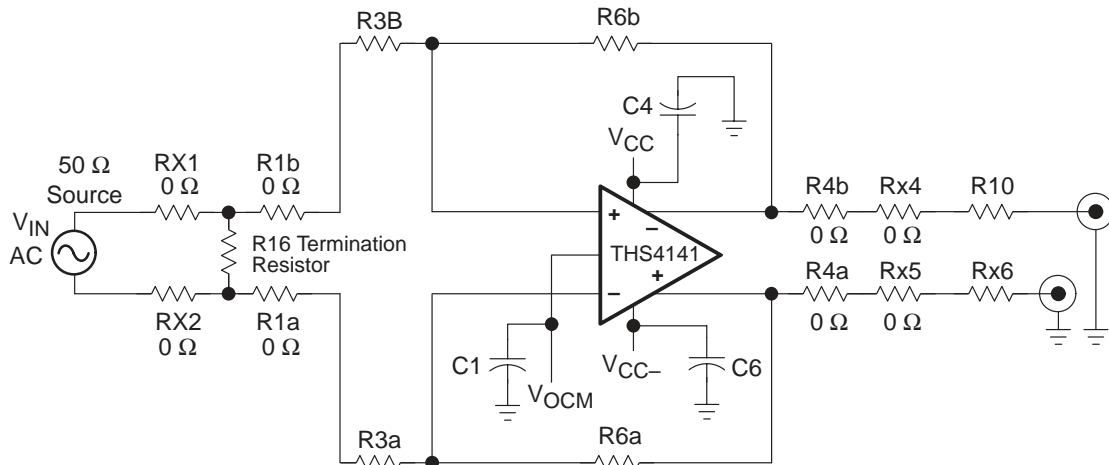 R3B
R6b
C4
VCC
50 Ω
Source
RX1
0 Ω
R1b
0 Ω
R4b
0 Ω
Rx4
0 Ω
R10
VIN
AC
R16 Termination
Resistor
+
–
THS4141
+
–
RX2
0 Ω
R1a
0 Ω
R4a
0 Ω
Rx5
0 Ω
Rx6
C1
VOCM
VCC–
C6
R3a
R6a